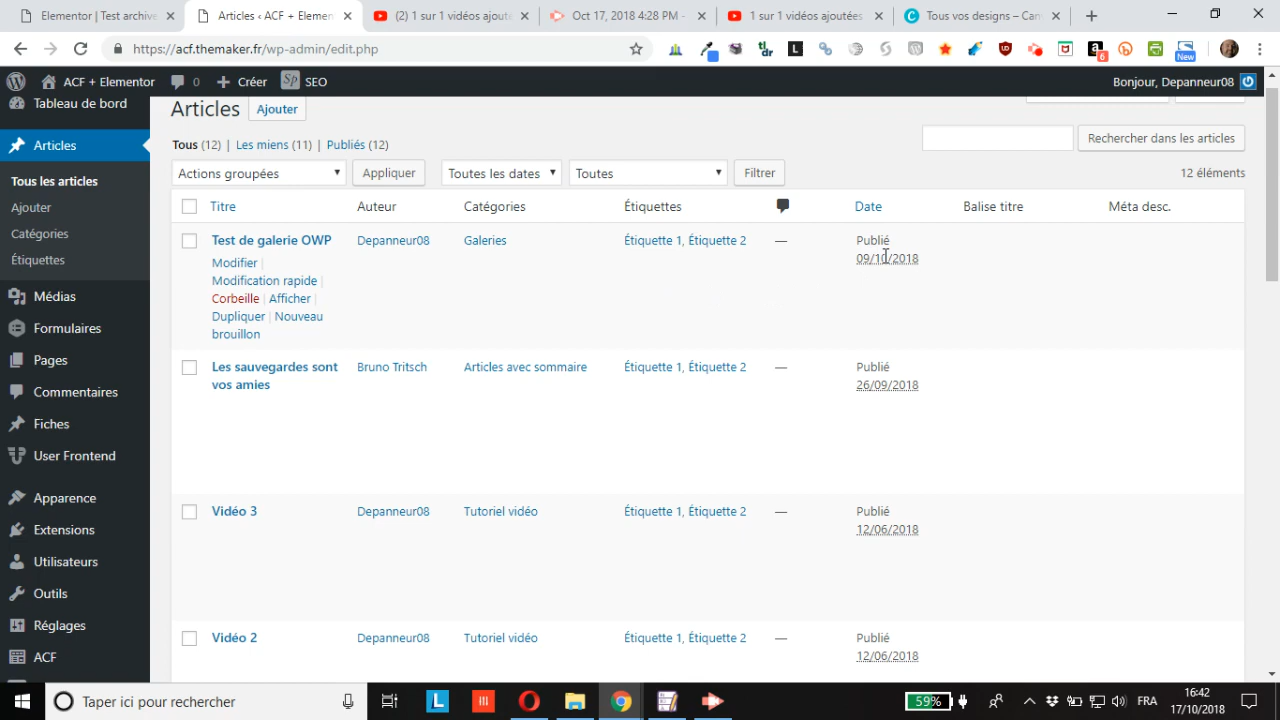 Elementor | Test archive
Articles ‹ ACF + Elemen
(2) 1 sur 1 vidéos ajouté
Oct 17, 2018 4:28 PM -
1 sur 1 vidéos ajoutées
Tous vos designs – Can
https://acf.themaker.fr/wp-admin/edit.php
tl;dr
L
6
New
ACF + Elementor
0
Créer
SEO
Bonjour, Depanneur08
Tableau de bord
Articles
Tous les articles
Ajouter
Catégories
Étiquettes
Médias
Formulaires
Pages
Commentaires
Fiches
User Frontend
Apparence
Extensions
Utilisateurs
Outils
Réglages
ACF
Articles Ajouter
Tous (12) | Les miens (11) | Publiés (12)
Rechercher dans les articles
Actions groupées Appliquer Toutes les dates Toutes Filtrer 12 éléments
Titre Auteur Catégories Étiquettes Date Balise titre Méta desc.
Test de galerie OWP Depanneur08 Galeries Étiquette 1, Étiquette 2 — Publié
09/10/2018
Modifier |
Modification rapide |
Corbeille | Afficher |
Dupliquer | Nouveau
brouillon
Les sauvegardes sont Bruno Tritsch Articles avec sommaire Étiquette 1, Étiquette 2 — Publié
vos amies 26/09/2018
Vidéo 3 Depanneur08 Tutoriel vidéo Étiquette 1, Étiquette 2 — Publié
12/06/2018
Vidéo 2 Depanneur08 Tutoriel vidéo Étiquette 1, Étiquette 2 — Publié
12/06/2018
Taper ici pour rechercher
L
59%
FRA
16:42
17/10/2018